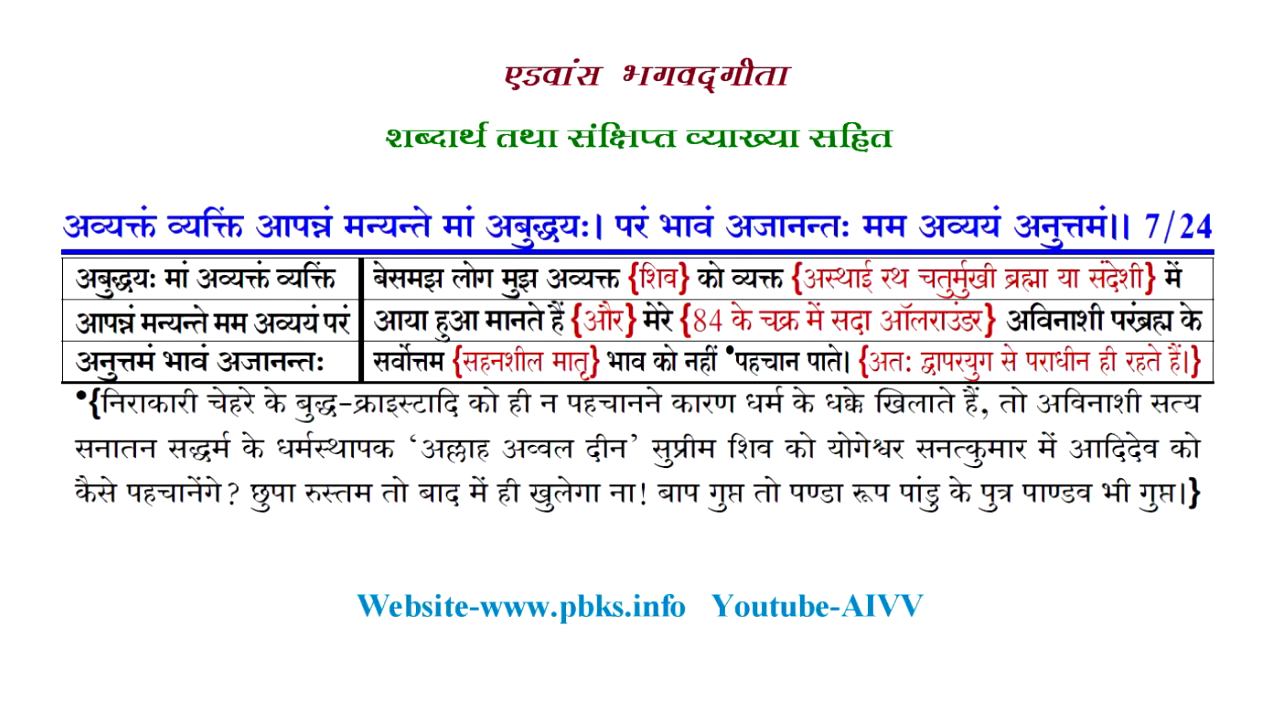 एडवांस भगवद्गीता
शब्दार्थ तथा संक्षिप्त व्याख्या सहित
अव्यक्तं व्यक्तिं आपन्नं मन्यन्ते मां अबुद्धयः। परं भावं अजानन्तः मम अव्ययं अनुत्तमं।। 7/24
अबुद्धयः मां अव्यक्तं व्यक्तिं बेसमझ लोग मुझ अव्यक्त {शिव} को व्यक्त {अस्थाई रथ चतुर्मुखी ब्रह्मा या संदेशी} में
आपन्नं मन्यन्ते मम अव्ययं परं आया हुआ मानते हैं {और} मेरे {84 के चक्र में सदा ऑलराउंडर} अविनाशी परंब्रह्म के
अनुत्तमं भावं अजानन्तः सर्वोत्तम {सहनशील मातृ} भाव को नहीं •पहचान पाते। {अतः द्वापरयुग से पराधीन ही रहते हैं।}
•{निराकारी चेहरे के बुद्ध-क्राइस्टादि को ही न पहचानने कारण धर्म के धक्के खिलाते हैं, तो अविनाशी सत्य
सनातन सद्धर्म के धर्मस्थापक ‘अल्लाह अव्वल दीन’ सुप्रीम शिव को योगेश्वर सनत्कुमार में आदिदेव को
कैसे पहचानेंगे? छुपा रुस्तम तो बाद में ही खुलेगा ना! बाप गुप्त तो पण्डा रूप पांडु के पुत्र पाण्डव भी गुप्त।}
Website-www.pbks.info Youtube-AIVV